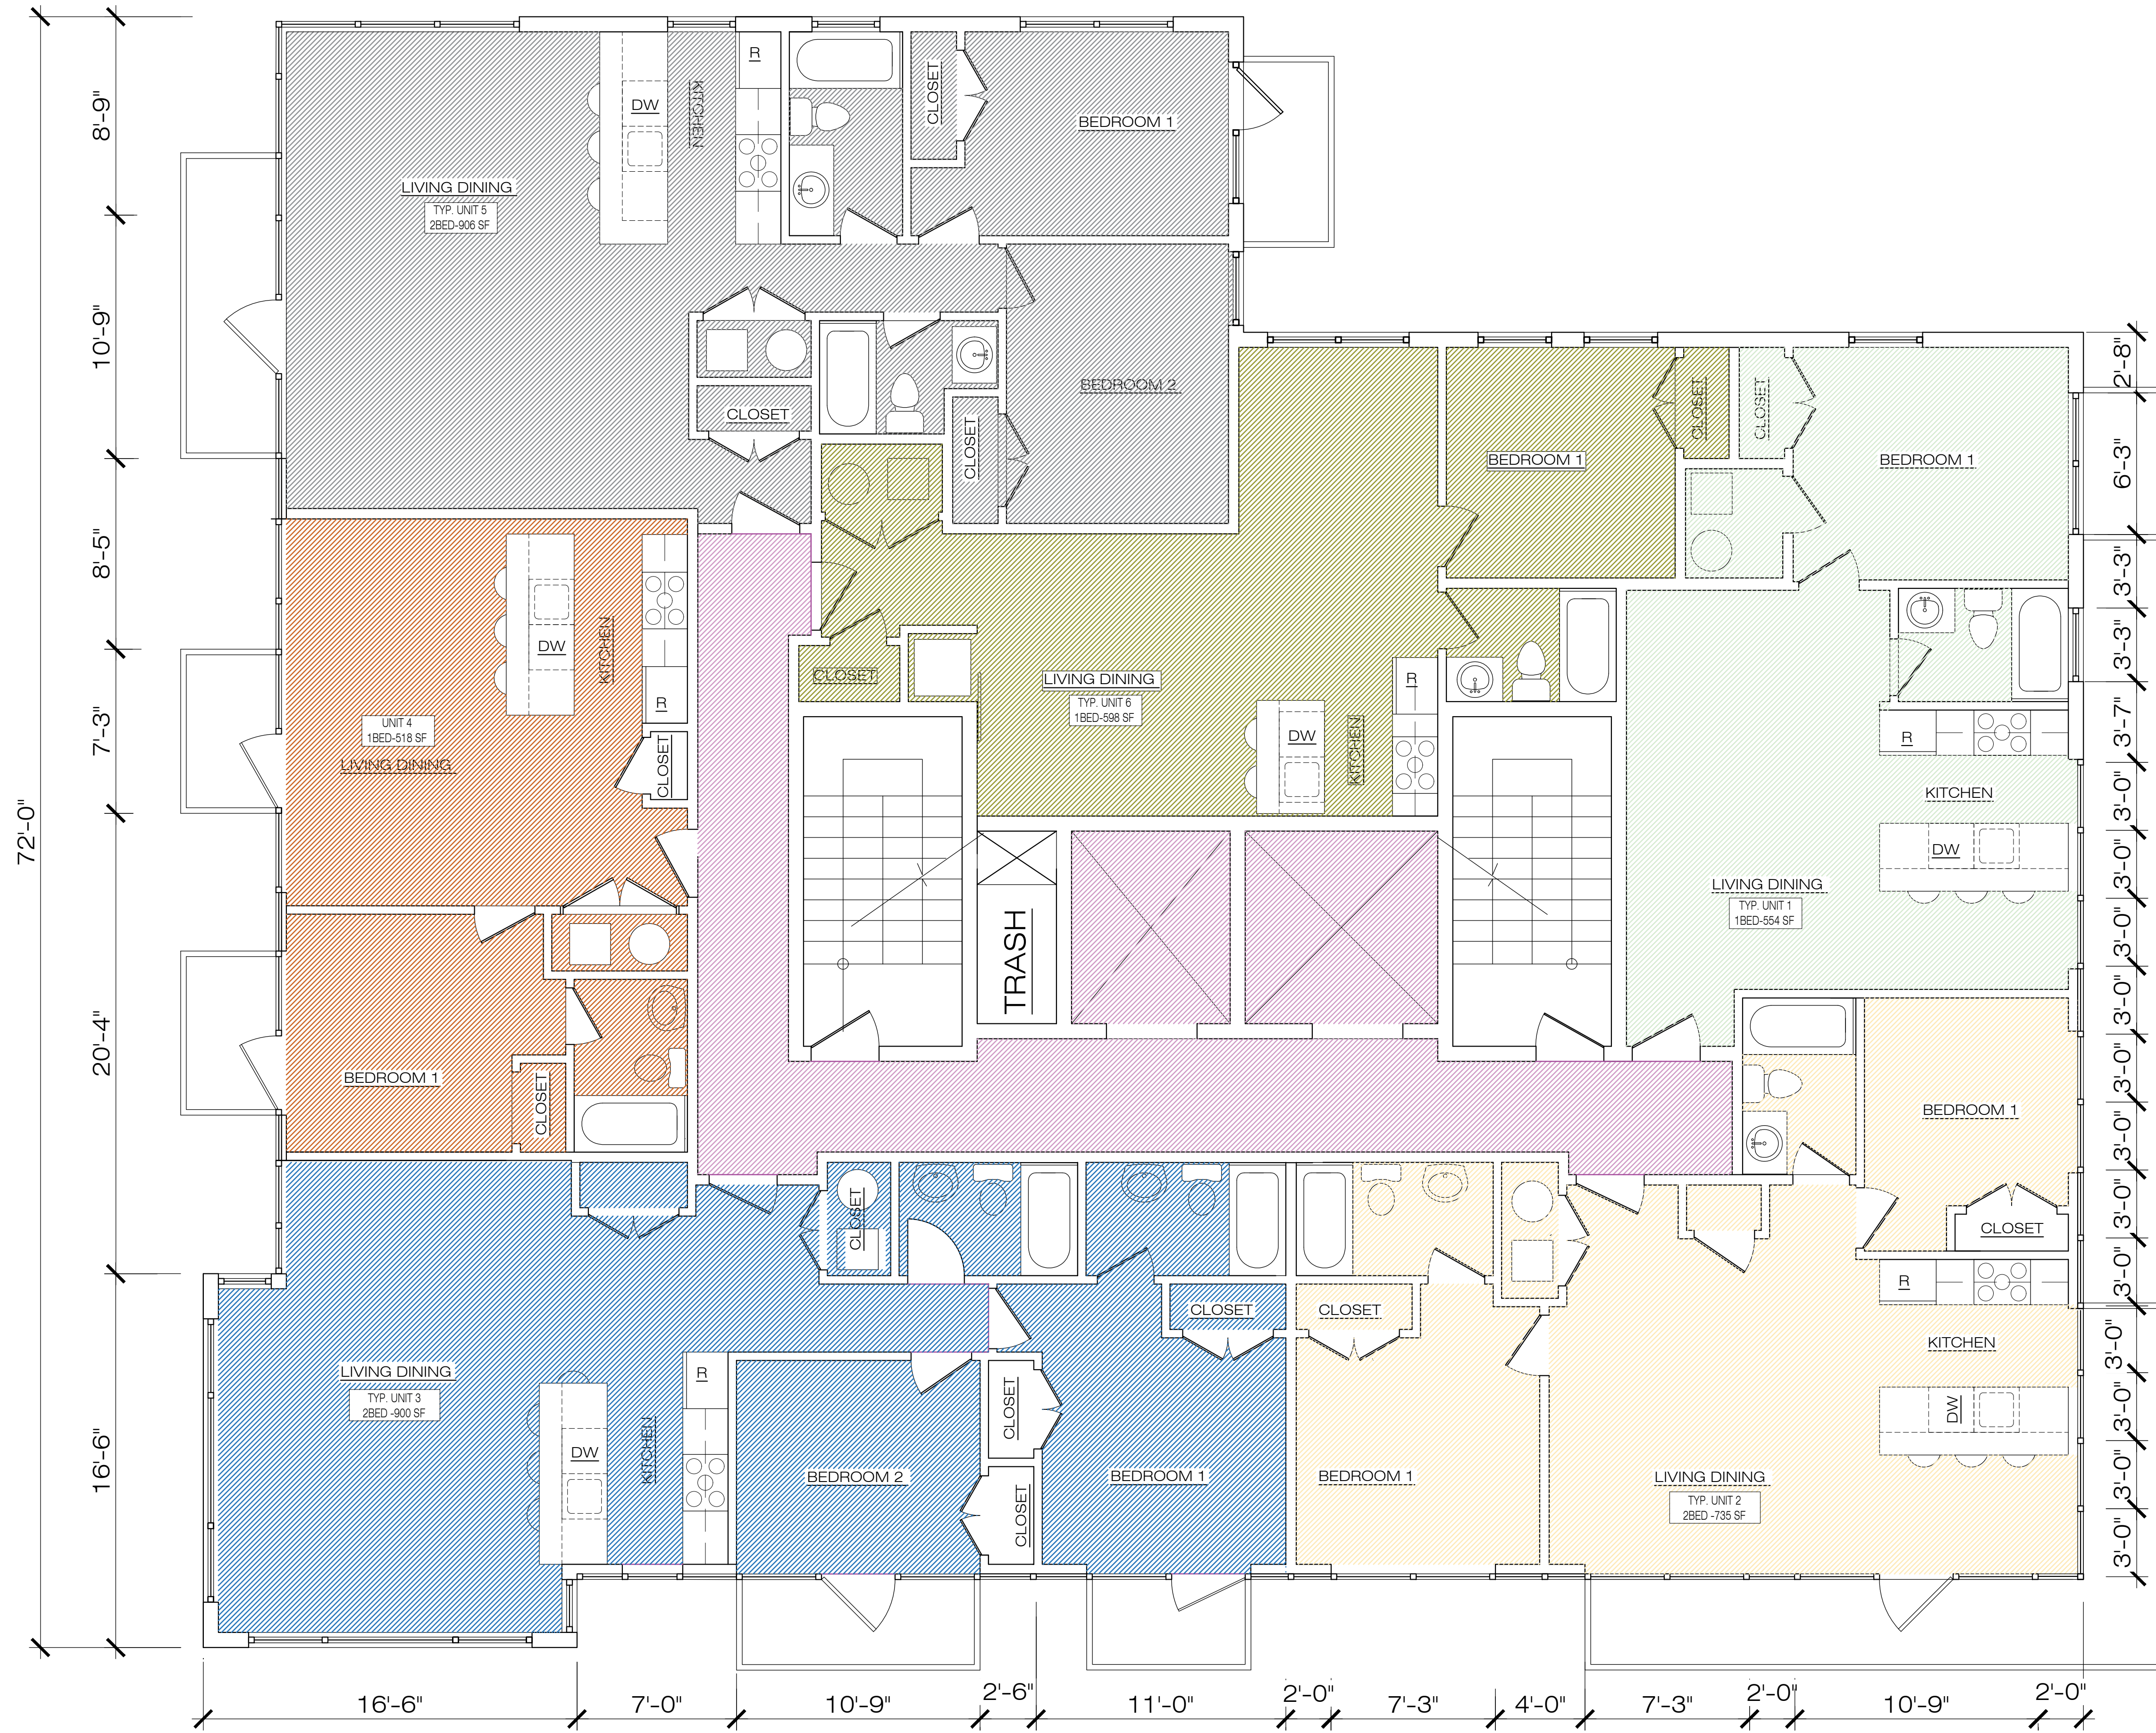 R
CLOSET
DW
KITCHEN
BEDROOM 1
LIVING DINING
TYP. UNIT 5
2BED-906 SF
BEDROOM 2
CLOSET
CLOSET
BEDROOM 1
CLOSET
CLOSET
BEDROOM 1
KITCHEN
DW
R
UNIT 4
1BED-518 SF
LIVING DINING
CLOSET
CLOSET
LIVING DINING
TYP. UNIT 6
1BED-598 SF
R
DW
KITCHEN
R
KITCHEN
DW
LIVING DINING
TYP. UNIT 1
1BED-554 SF
TRASH
BEDROOM 1
CLOSET
BEDROOM 1
CLOSET
CLOSET
CLOSET
CLOSET
R
KITCHEN
LIVING DINING
TYP. UNIT 3
2BED -900 SF
R
DW
KITCHEN
CLOSET
BEDROOM 2
CLOSET
BEDROOM 1
BEDROOM 1
DW
LIVING DINING
TYP. UNIT 2
2BED -735 SF
72'-0"
8'-9"
10'-9"
8'-5"
7'-3"
20'-4"
16'-6"
2'-8"
6'-3"
3'-3"
3'-3"
3'-7"
3'-0"
3'-0"
3'-0"
3'-0"
3'-0"
3'-0"
3'-0"
3'-0"
3'-0"
3'-0"
3'-0"
3'-0"
16'-6"
7'-0"
10'-9"
2'-6"
11'-0"
2'-0"
7'-3"
4'-0"
7'-3"
2'-0"
10'-9"
2'-0"